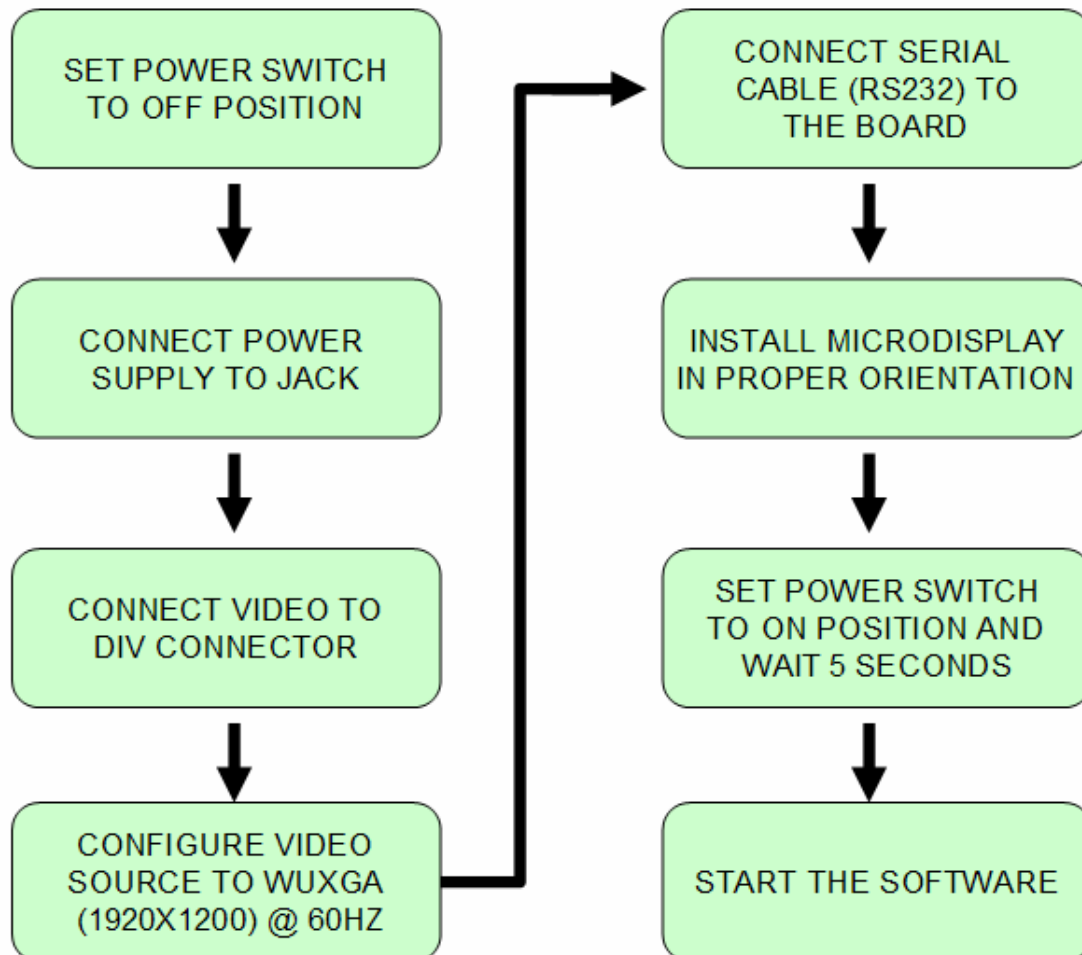 SET POWER SWITCH
TO OFF POSITION
CONNECT POWER
SUPPLY TO JACK
CONNECT VIDEO TO
DIV CONNECTOR
CONFIGURE VIDEO
SOURCE TO WUXGA
(1920X1200) @ 60HZ
CONNECT SERIAL
CABLE (RS232) TO
THE BOARD
INSTALL MICRODISPLAY
IN PROPER ORIENTATION
SET POWER SWITCH
TO ON POSITION AND
WAIT 5 SECONDS
START THE SOFTWARE